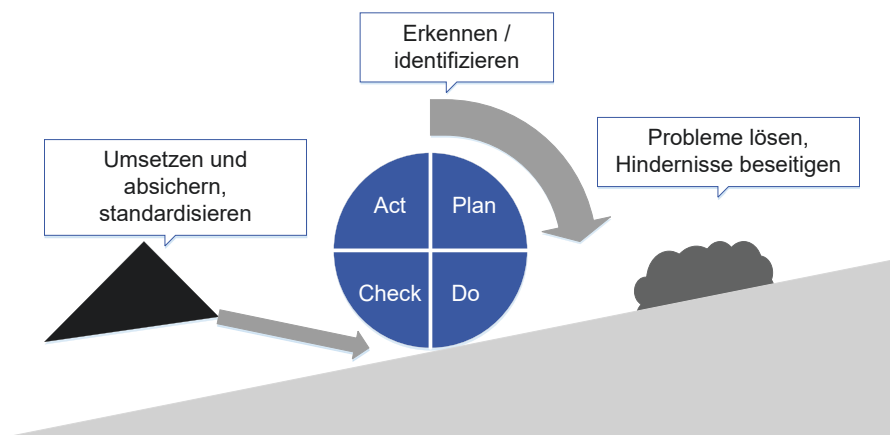 Erkennen /
identifizieren
Probleme lösen,
Hindernisse beseitigen
Umsetzen und
absichern,
standardisieren
Act
Plan
Check
Do